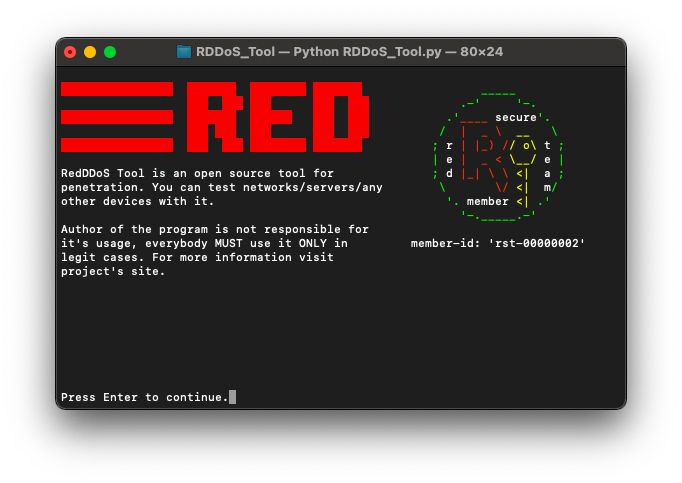 RDDoS_Tool — Python RDDoS_Tool.py — 80×24
RED
secure
red
team
member
RedDDoS Tool is an open source tool for
penetration. You can test networks/servers/any
other devices with it.
Author of the program is not responsible for
it's usage, everybody MUST use it ONLY in
legit cases. For more information visit
project's site.
member-id: 'rst-00000002'
Press Enter to continue.